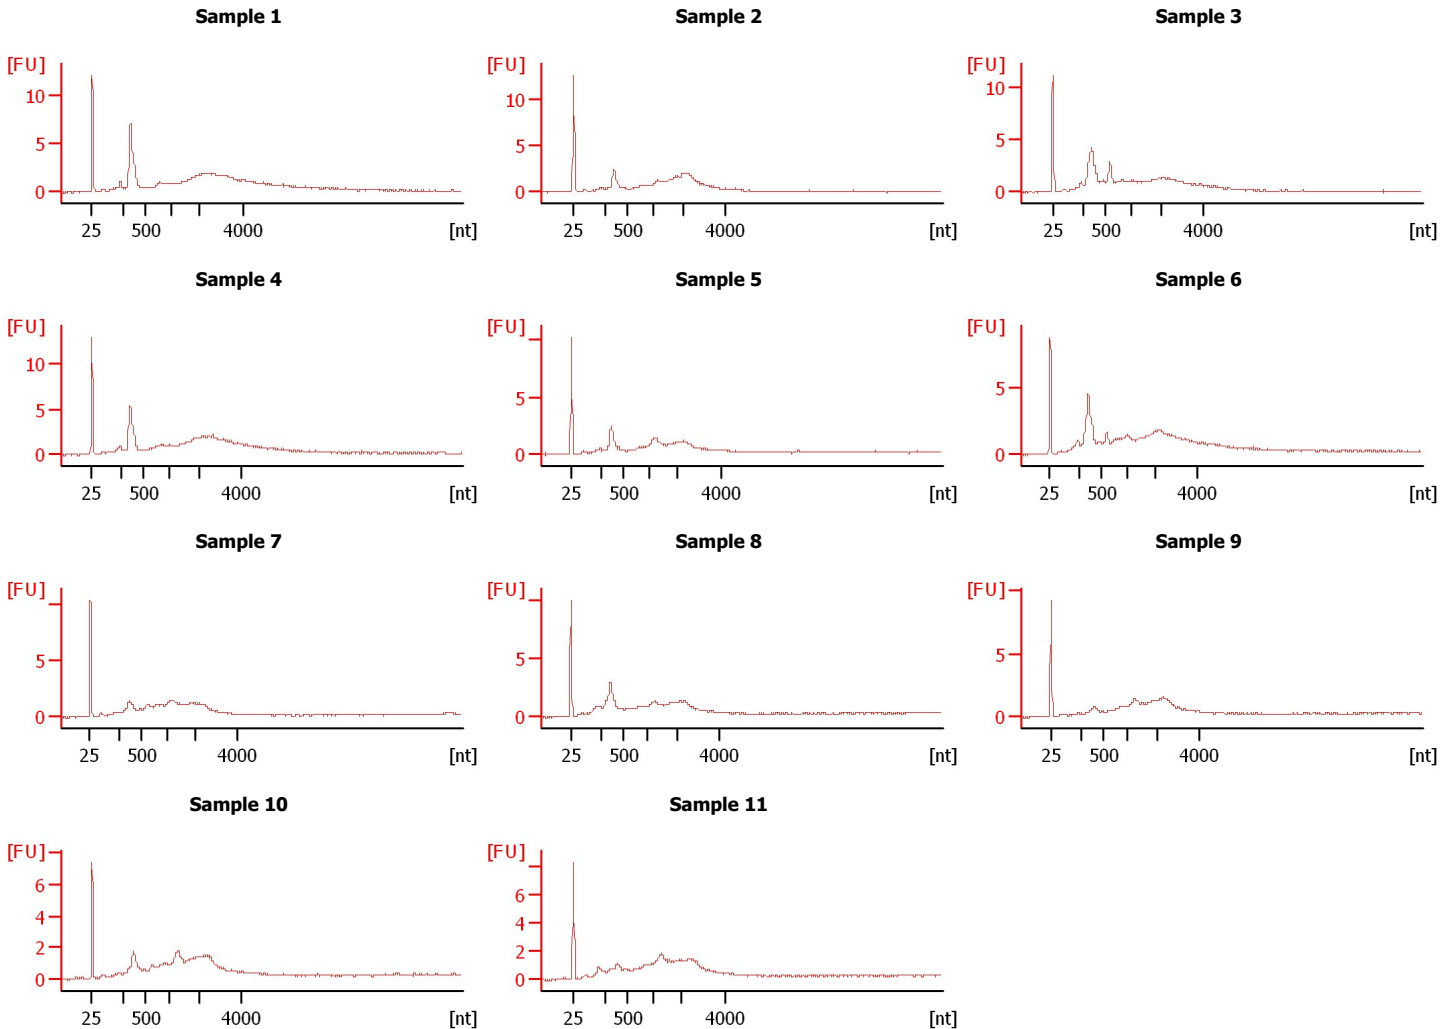 Sample 1
Sample 2
Sample 3
[FU]
10
5
0
25
500
4000
[nt]
[FU]
10
5
0
25
500
4000
[nt]
[FU]
10
5
0
25
500
4000
[nt]
Sample 4
Sample 5
Sample 6
[FU]
10
5
0
25
500
4000
[nt]
[FU]
5
0
25
500
4000
[nt]
[FU]
5
0
25
500
4000
[nt]
Sample 7
Sample 8
Sample 9
[FU]
5
0
25
500
4000
[nt]
[FU]
5
0
25
500
4000
[nt]
[FU]
5
0
25
500
4000
[nt]
Sample 10
Sample 11
[FU]
6
4
2
0
25
500
4000
[nt]
[FU]
6
4
2
0
25
500
4000
[nt]